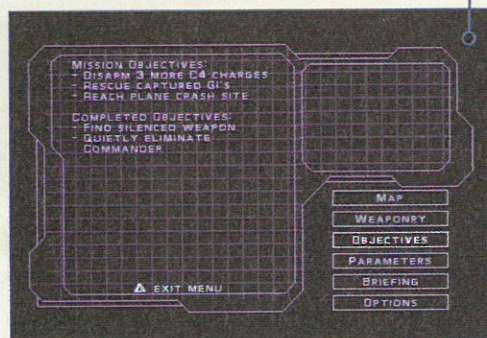 MISSION OBJECTIVES:
- DISARM 3 MORE C4 CHARGES
- RESCUE CAPTURED GI'S
- REACH PLANE CRASH SITE
COMPLETED OBJECTIVES:
- FIND SILENCED WEAPON
- QUIETLY ELIMINATE
COMMANDER
MAP
WEAPONRY
OBJECTIVES
PARAMETERS
BRIEFING
OPTIONS
EXIT MENU